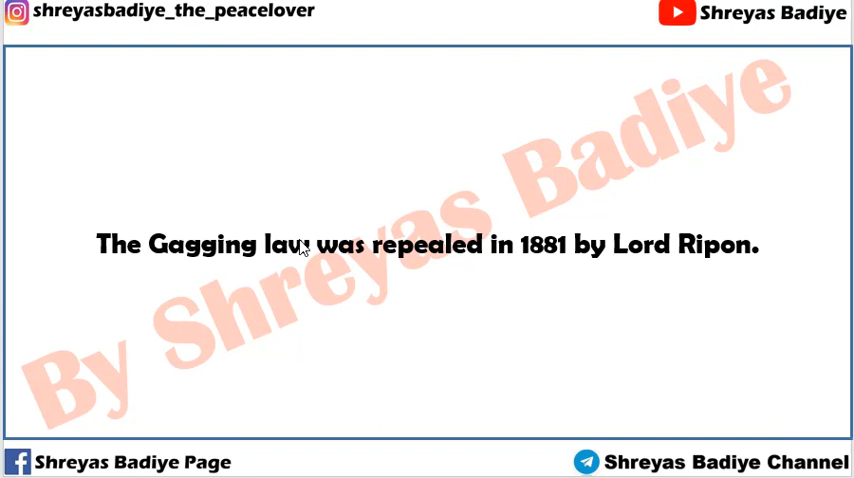 shreyasbadiye_the_peacelover
Shreyas Badiye
The Gagging law was repealed in 1881 by Lord Ripon.
By Shreyas Badiye
Shreyas Badiye Page
Shreyas Badiye Channel